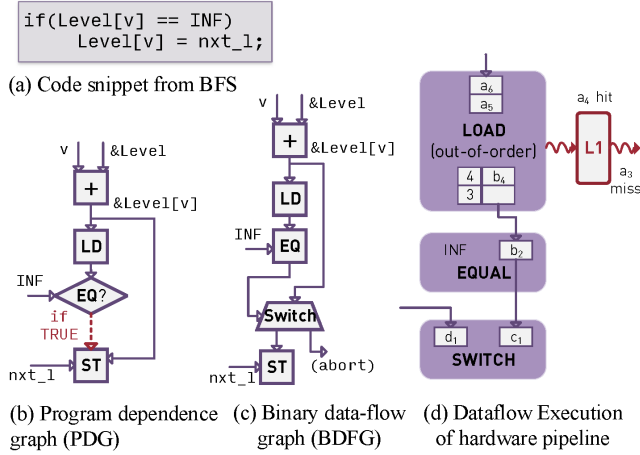 if(Level[v] == INF)
Level[v] = nxt_l;
(a) Code snippet from BFS
v
&Level
+
&Level[v]
LD
INF
EQ?
if
TRUE
ST
nxt_l
(b) Program dependence
graph (PDG)
v
&Level
+
&Level[v]
LD
INF
EQ
Switch
ST
(abort)
nxt_l
(c) Binary data-flow
graph (BDFG)
a6
a5
LOAD
(out-of-order)
4 b4
3
a4 hit
L1
a3
miss
INF
b2
EQUAL
d1
c1
SWITCH
(d) Dataflow Execution
of hardware pipeline